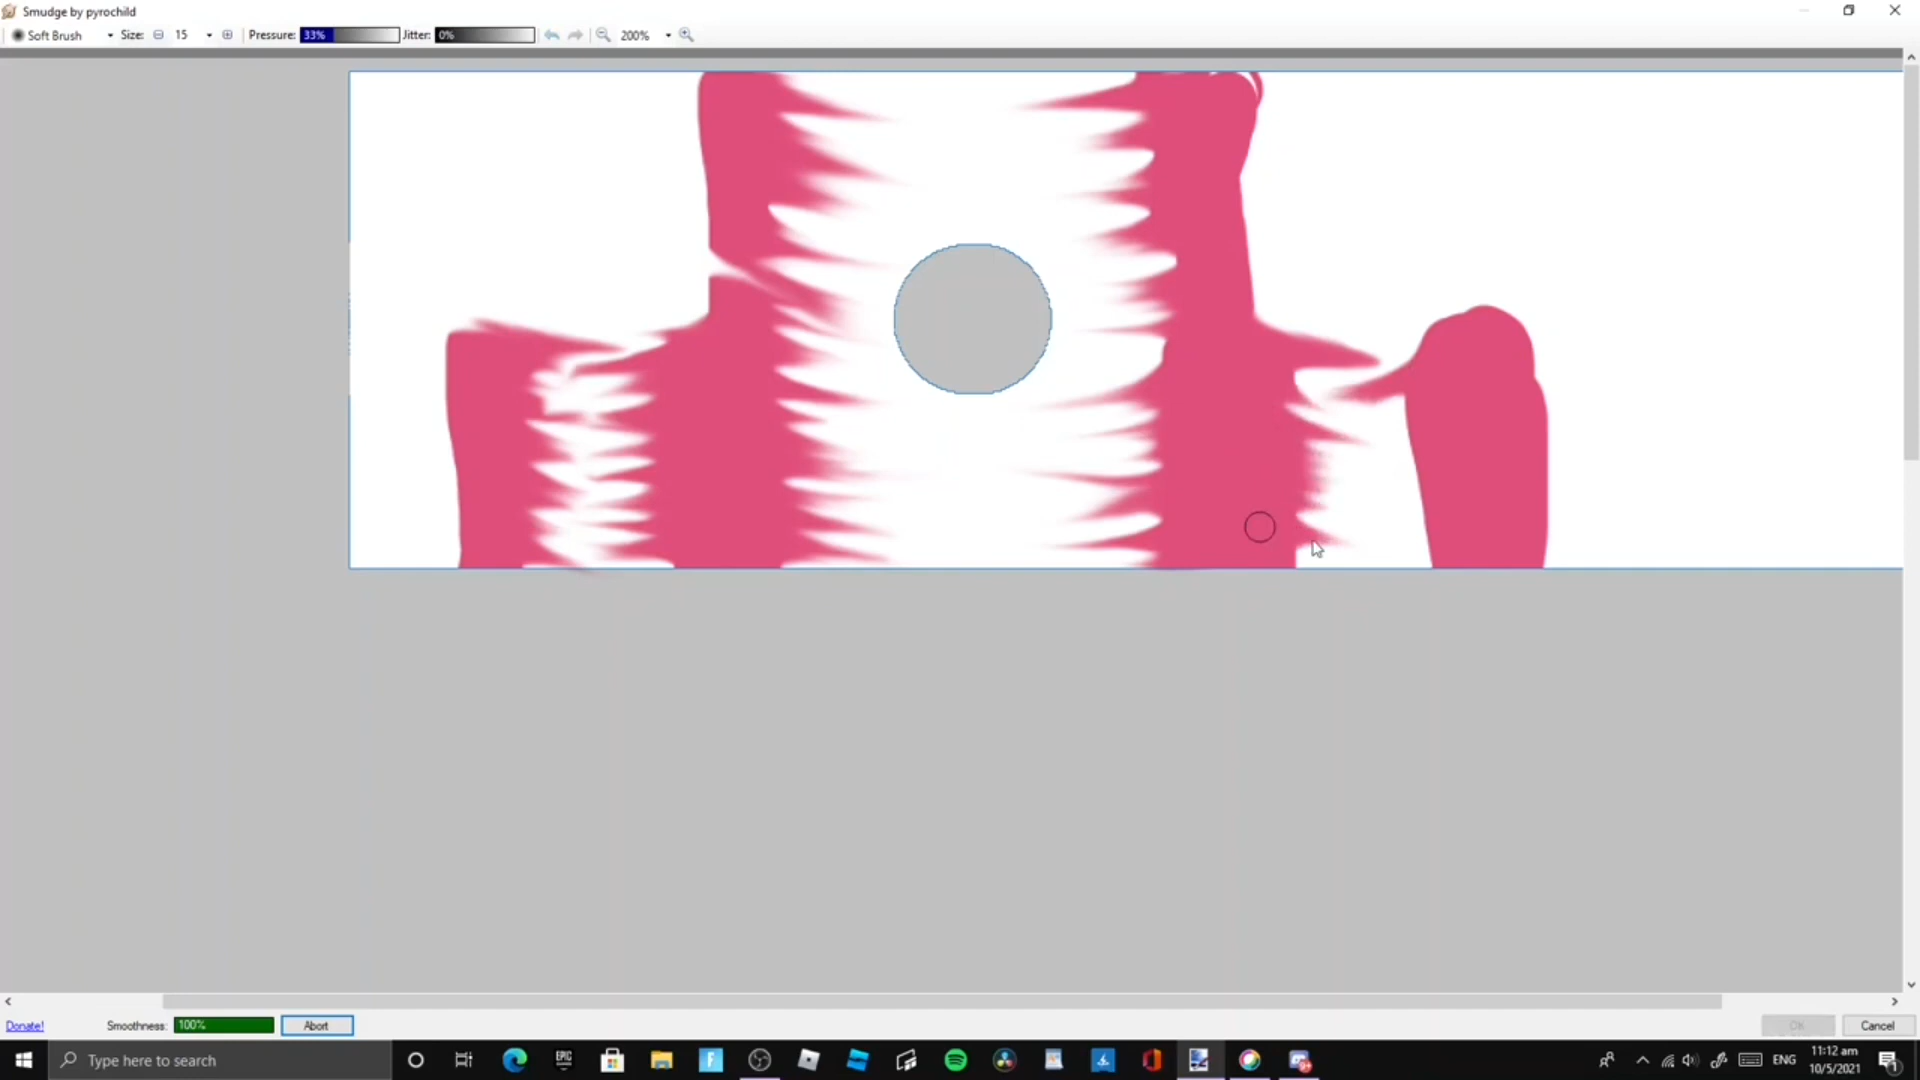 Smudge by pyrochild
Soft Brush Size: 15 Pressure: 33% Jitter: 0% 200%
Donate! Smoothness: 100% Abort Cancel
EPIC
Type here to search ENG 11:12 am
10/5/2021